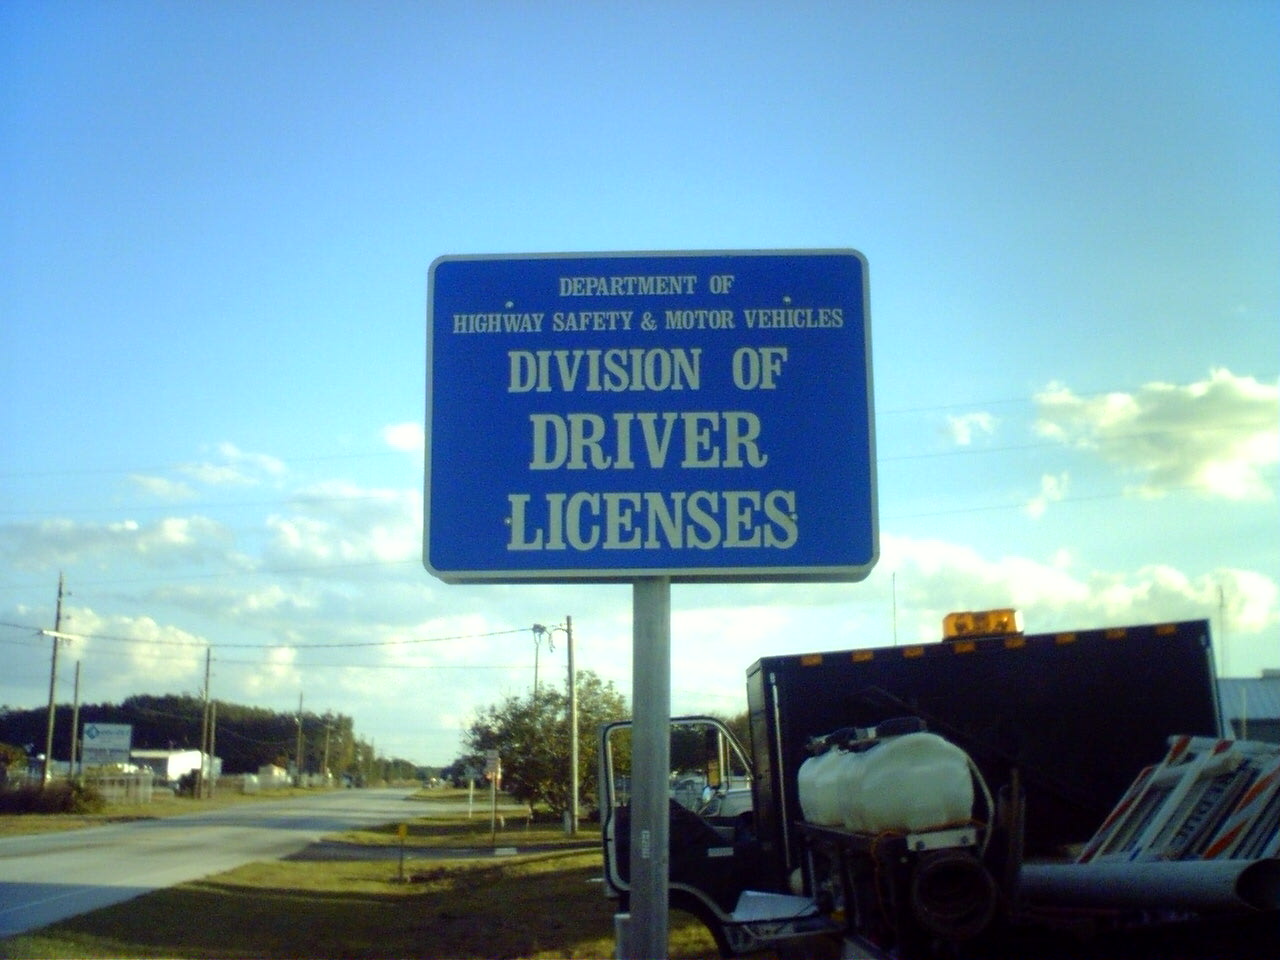 DEPARTMENT OF
HIGHWAY SAFETY & MOTOR VEHICLES
DIVISION OF
DRIVER
LICENSES